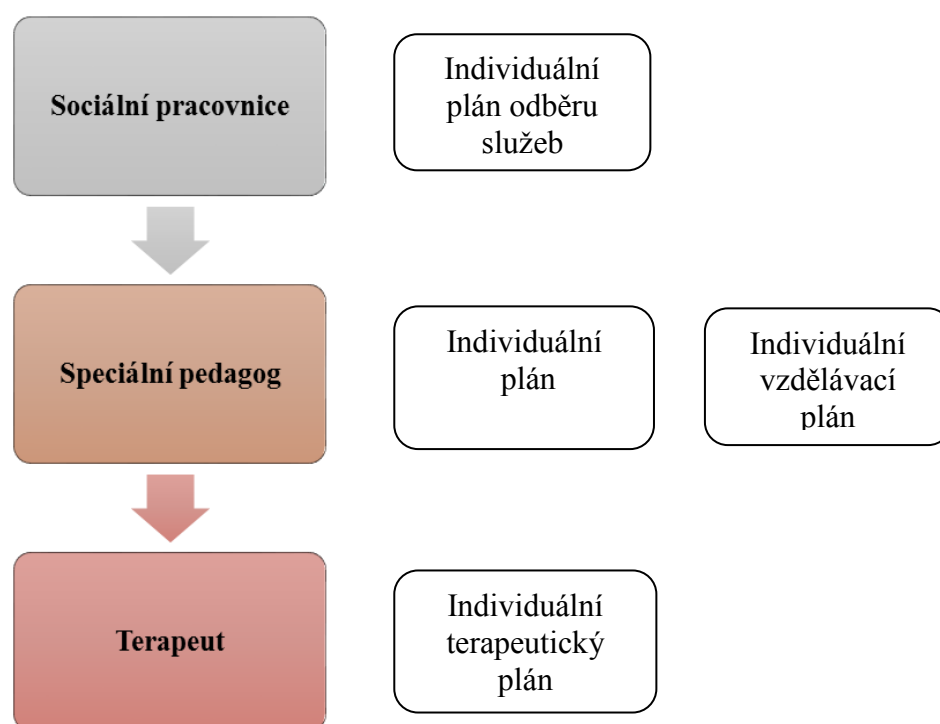 Sociální pracovnice
Individuální
plán odběru
služeb
Speciální pedagog
Individuální
plán
Individuální
vzdělávací
plán
Terapeut
Individuální
terapeutický
plán